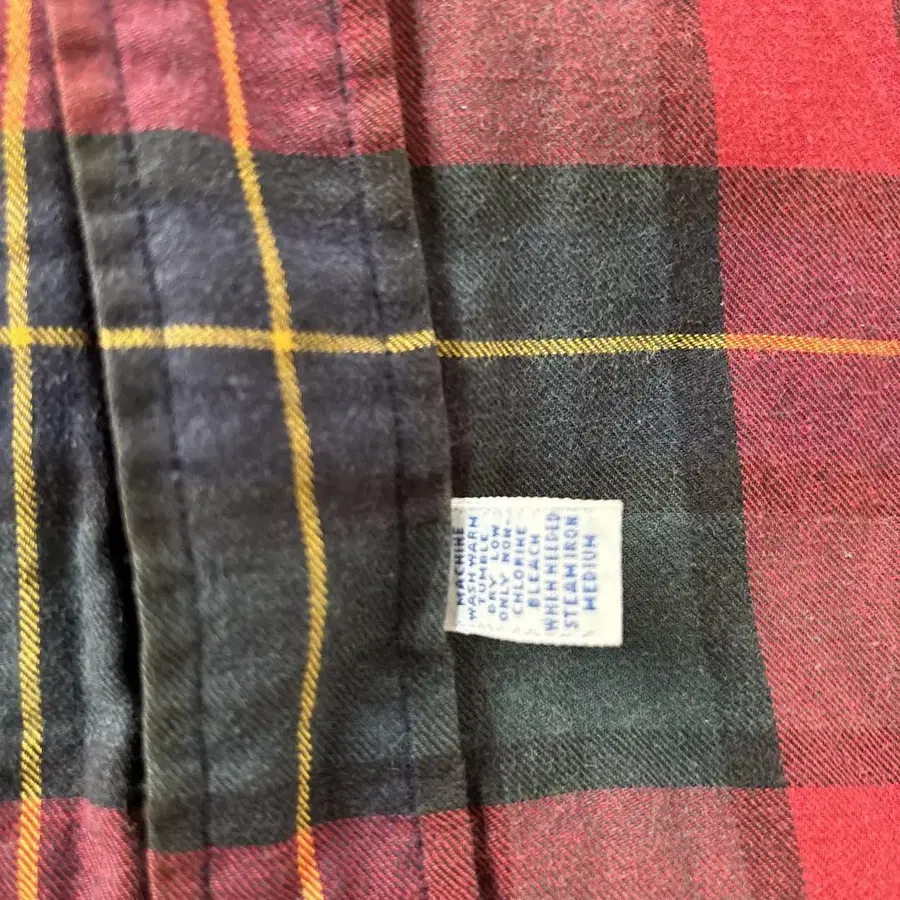 MACHINE
WASH WARM
TUMBLE
DRY LOW
ONLY NON-
CHLORINE
BLEACH
WHEN NEEDED
STEAM IRON
MEDIUM